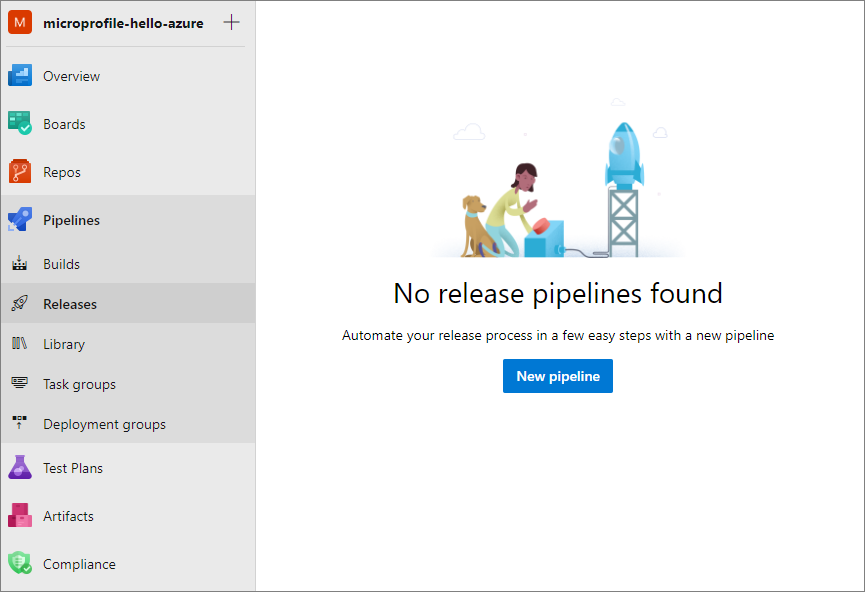 M microprofile-hello-azure
Overview
Boards
Repos
Pipelines
Builds
Releases
Library
Task groups
Deployment groups
Test Plans
Artifacts
Compliance
No release pipelines found
Automate your release process in a few easy steps with a new pipeline
New pipeline